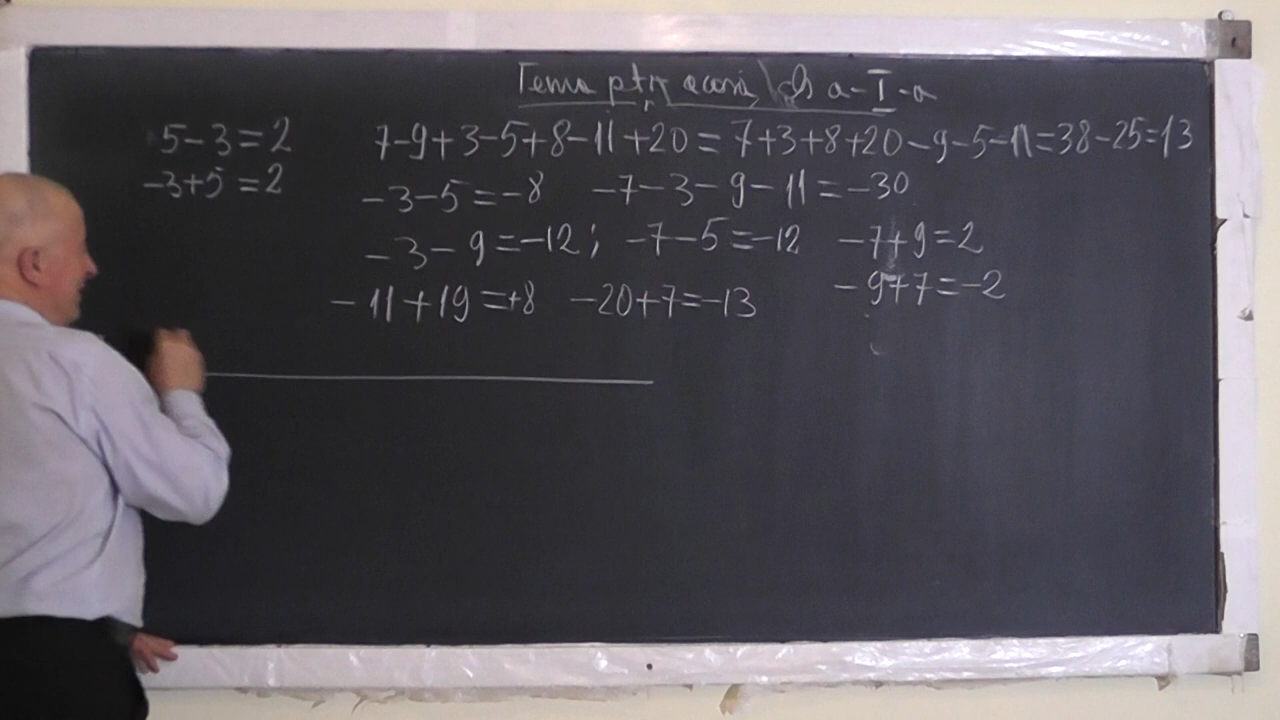 Tema ptr acasă, cls a-I-a
5-3=2 7-9+3-5+8-11+20=7+3+8+20-9-5-11=38-25=13
-3+5=2 -3-5=-8 -7-3-9-11=-30
-3-9=-12; -7-5=-12 -7+9=2
-11+19=+8 -20+7=-13 -9+7=-2